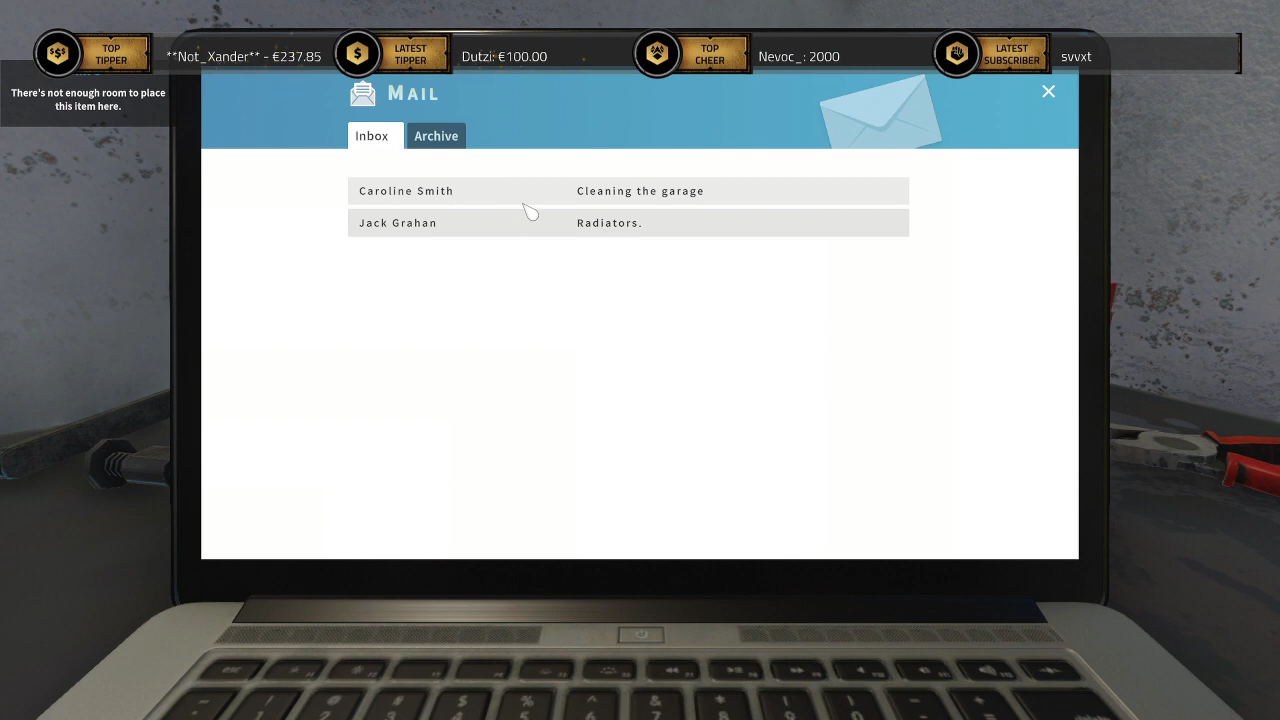 TOP
TIPPER
**Not_Xander** - €237.85
LATEST
TIPPER
Dutzi: €100.00
TOP
CHEER
Nevoc_: 2000
LATEST
SUBSCRIBER
svvxt
There's not enough room to place
this item here.
MAIL
Inbox
Archive
Caroline Smith
Cleaning the garage
Jack Grahan
Radiators.
esc